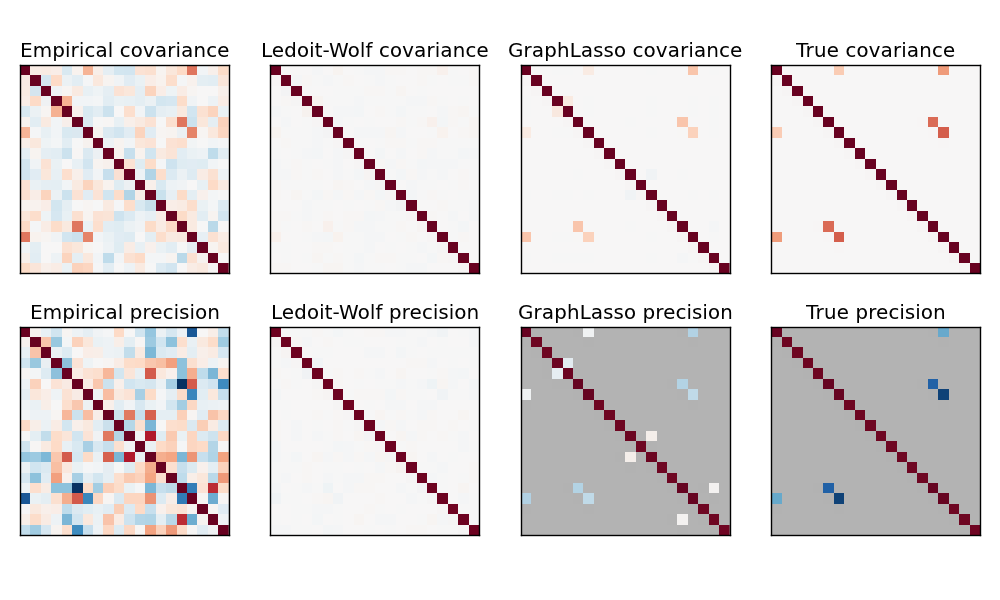 Empirical covariance
Ledoit-Wolf covariance
GraphLasso covariance
True covariance
Empirical precision
Ledoit-Wolf precision
GraphLasso precision
True precision